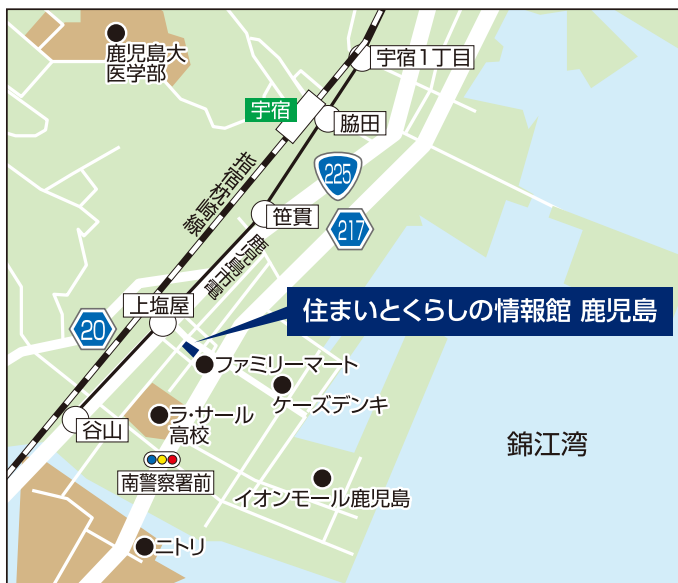 鹿児島大
医学部
宇宿1丁目
宇宿
脇田
指宿枕崎線
225
笹貫
217
鹿児島市電
上塩屋
住まいとくらしの情報館 鹿児島
20
ファミリーマート
ケーズデンキ
ラ・サール
高校
谷山
錦江湾
南警察署前
イオンモール鹿児島
ニトリ